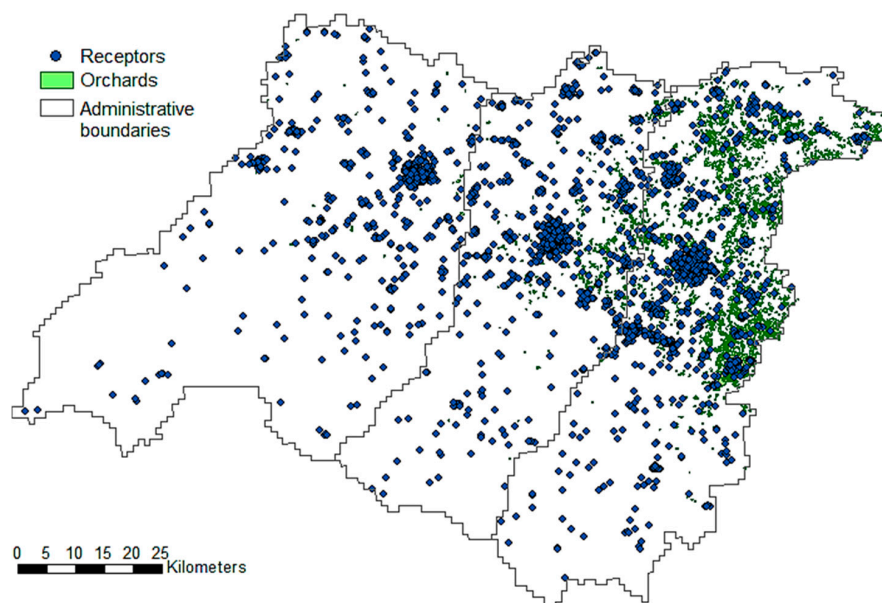 Receptors
Orchards
Administrative
boundaries
0 5 10 15 20 25
Kilometers